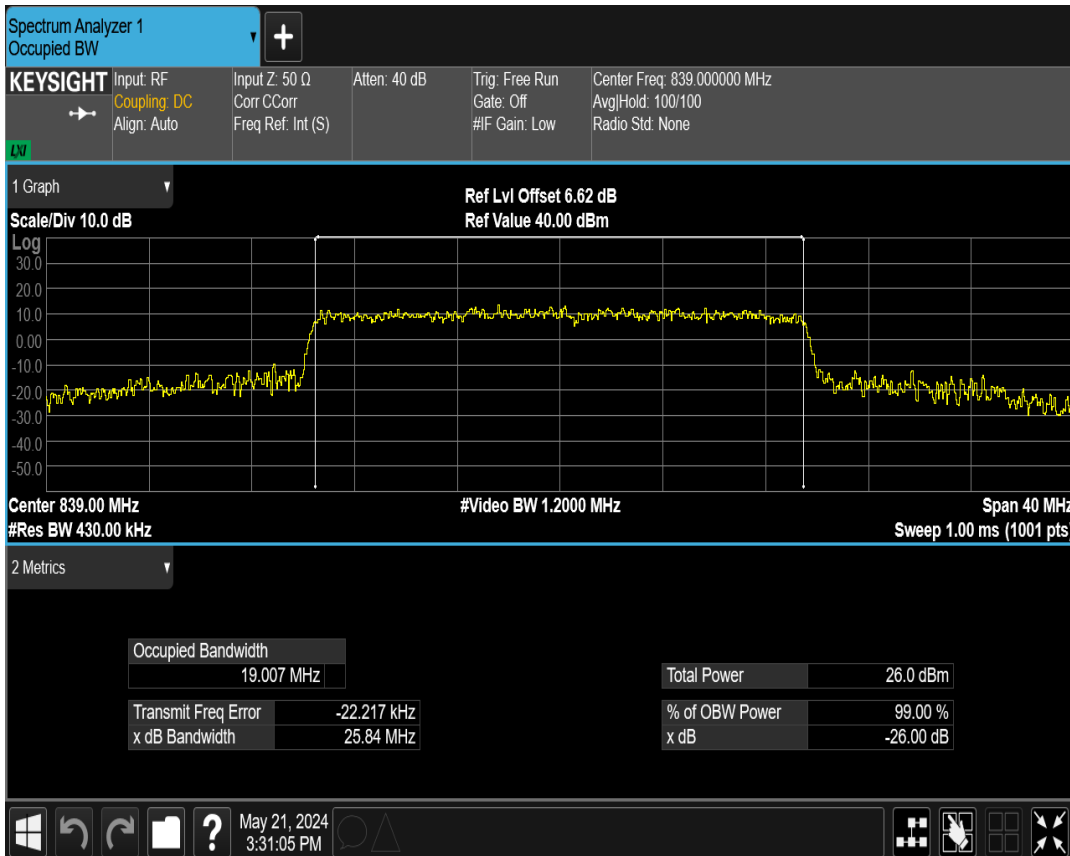 Spectrum Analyzer 1
Occupied BW
+
KEYSIGHT
LXI
Input: RF
Coupling: DC
Align: Auto
Input Z: 50 Ω
Corr CCorr
Freq Ref: Int (S)
Atten: 40 dB
Trig: Free Run
Gate: Off
#IF Gain: Low
Center Freq: 839.000000 MHz
Avg|Hold: 100/100
Radio Std: None
1 Graph
Scale/Div 10.0 dB
Ref Lvl Offset 6.62 dB
Ref Value 40.00 dBm
Log
30.0
20.0
10.0
0.00
-10.0
-20.0
-30.0
-40.0
-50.0
Center 839.00 MHz
#Video BW 1.2000 MHz
Span 40 MHz
#Res BW 430.00 kHz
Sweep 1.00 ms (1001 pts)
2 Metrics
Occupied Bandwidth
19.007 MHz
Total Power 26.0 dBm
Transmit Freq Error -22.217 kHz
% of OBW Power 99.00 %
x dB Bandwidth 25.84 MHz
x dB -26.00 dB
?
May 21, 2024
3:31:05 PM